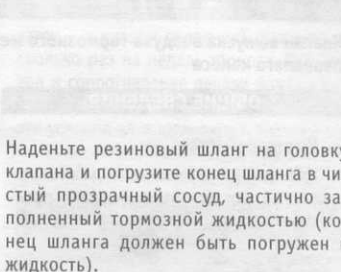 Наденьте резиновый шланг на головку
клапана и погрузите конец шланга в чи-
стый прозрачный сосуд, частично за-
полненный тормозной жидкостью (ко-
нец шланга должен быть погружен в
жидкость).